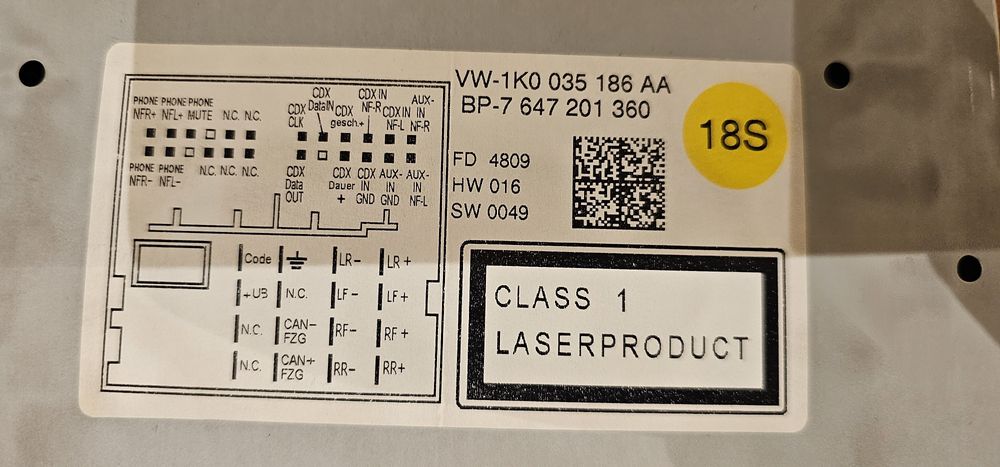 VW-1K0 035 186 AA
BP-7 647 201 360
18S
FD 4809
HW 016
SW 0049
CLASS 1
LASERPRODUCT
PHONE PHONE PHONE
NFR+ NFL+ MUTE N.C. N.C.
CDX CLK
CDX DataIN
CDX gesch.+
CDX IN NF-R
CDX IN NF-L
AUX-IN NF-R
PHONE PHONE
NFR- NFL- N.C. N.C. N.C.
CDX Data OUT
CDX Dauer +
CDX IN GND
AUX-IN GND
AUX-IN NF-L
Code LR- LR+
+UB N.C. LF- LF+
N.C. CAN- FZG RF- RF+
N.C. CAN+ FZG RR- RR+